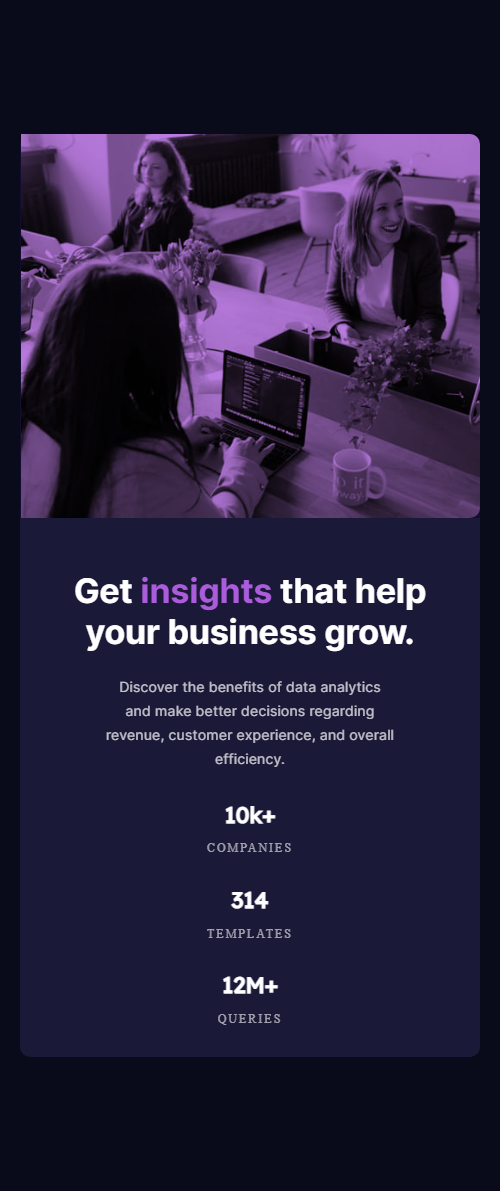 Get insights that help
your business grow.
Discover the benefits of data analytics
and make better decisions regarding
revenue, customer experience, and overall
efficiency.
10k+
COMPANIES
314
TEMPLATES
12M+
QUERIES